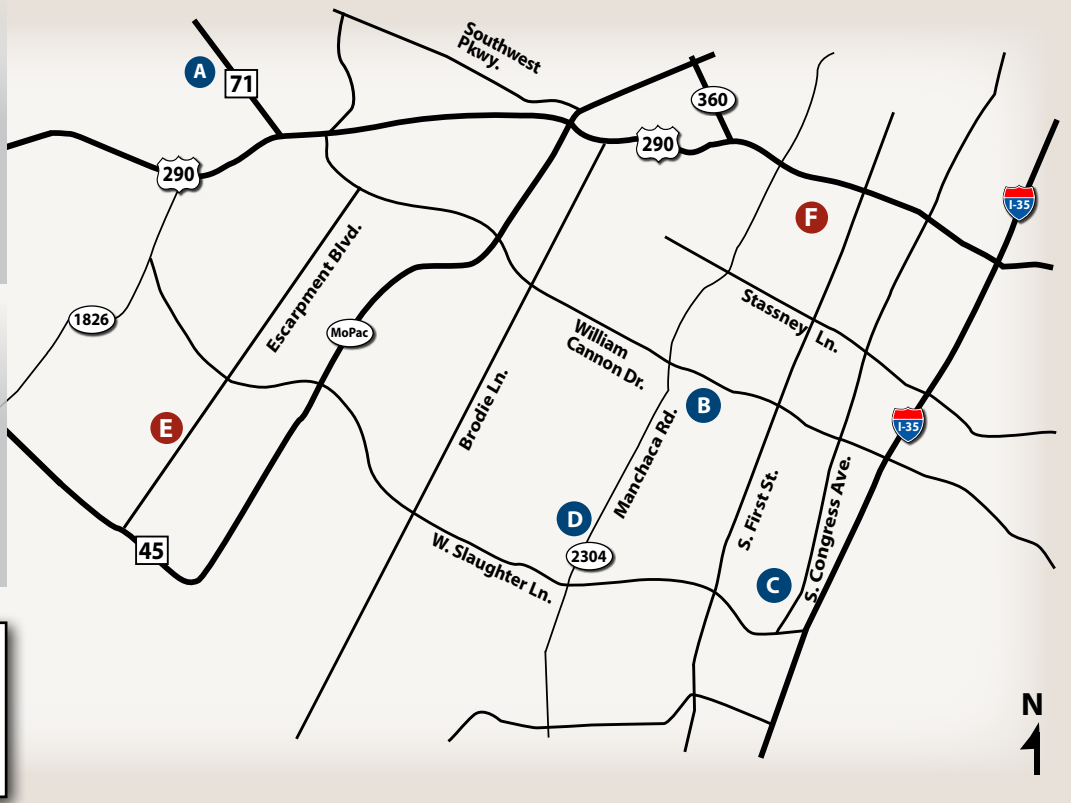 Southwest
Pkwy.
A
71
360
290
290
I-35
F
1826
Escarpment Blvd.
MoPac
Stassney Ln.
William
Cannon Dr.
B
E
Brodie Ln.
Manchaca Rd.
I-35
D
S. First St.
S. Congress Ave.
45
W. Slaughter Ln.
2304
C
N